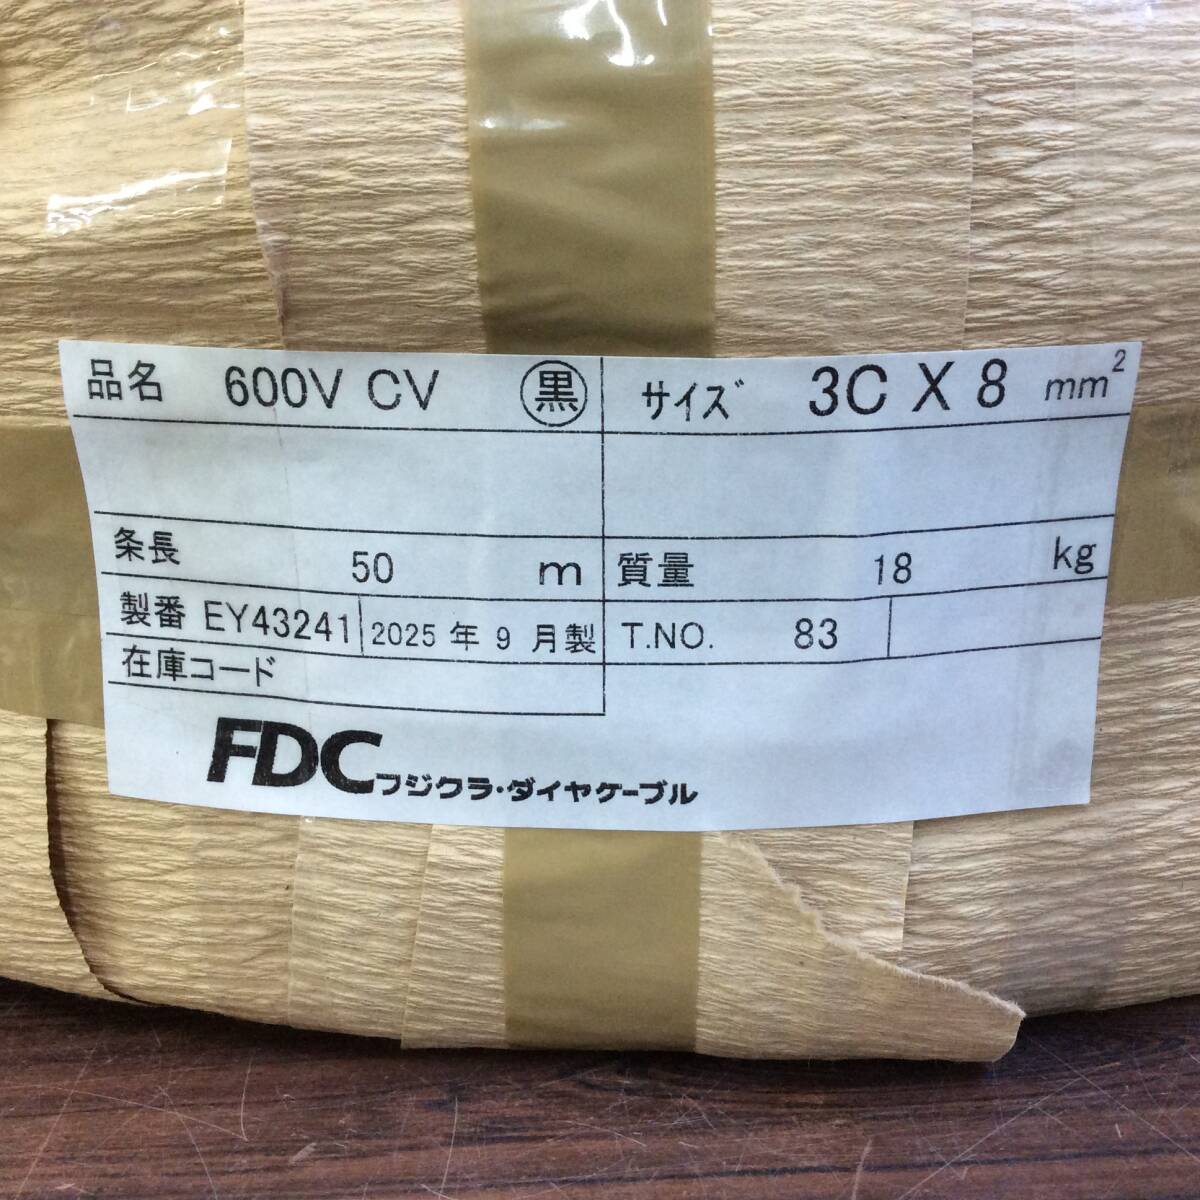 品名 600V CV ㊥黒 サイズ 3C X 8 mm²
条長 50 m 質量 18 kg
製番 EY43241 2025 年 9 月製 T.NO. 83
在庫コード
FDC フジクラ・ダイヤケーブル